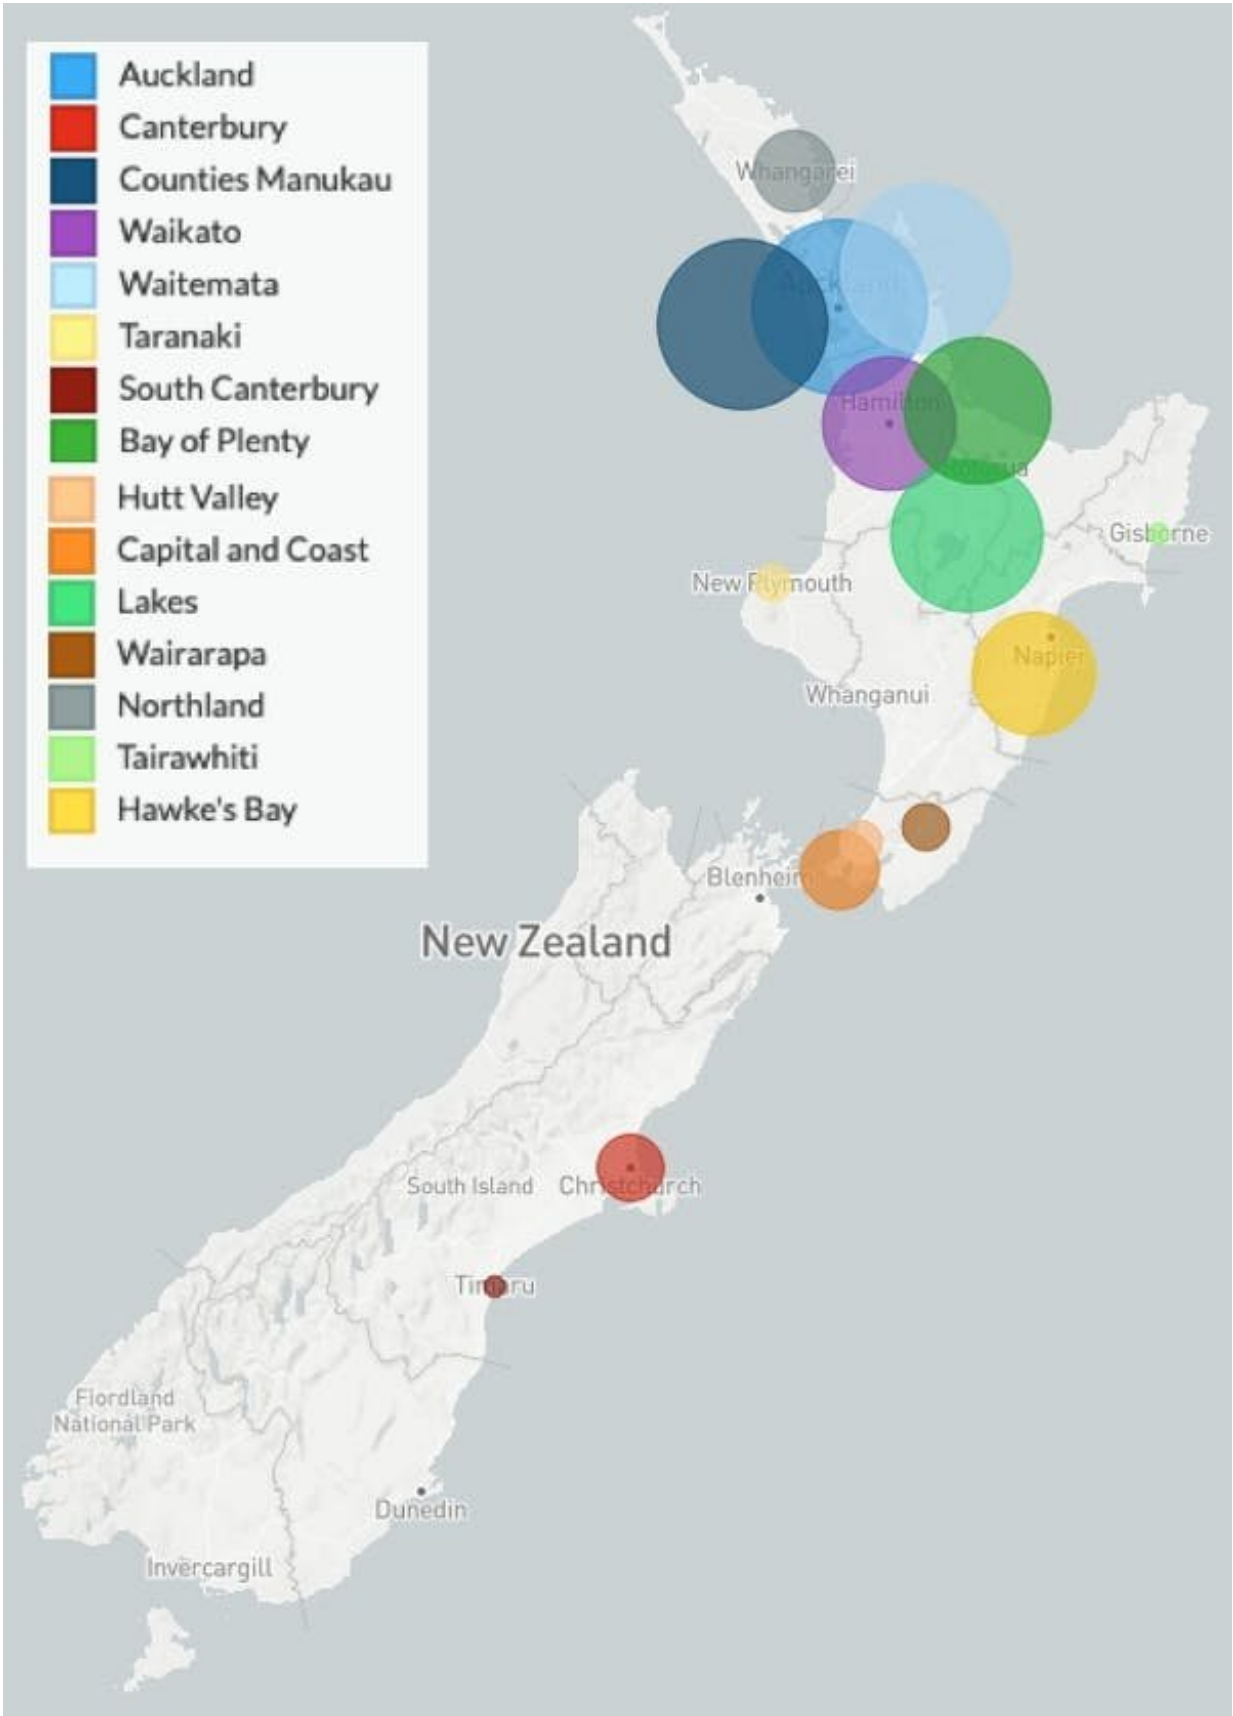 Auckland
Canterbury
Counties Manukau
Waikato
Waitemata
Taranaki
South Canterbury
Bay of Plenty
Hutt Valley
Capital and Coast
Lakes
Wairarapa
Northland
Tairawhiti
Hawke's Bay
Whangarei
Auckland
Hamilton
Rotorua
Gisborne
New Plymouth
Napier
Whanganui
Blenheim
New Zealand
South Island
Christchurch
Timaru
Fiordland
National Park
Dunedin
Invercargill